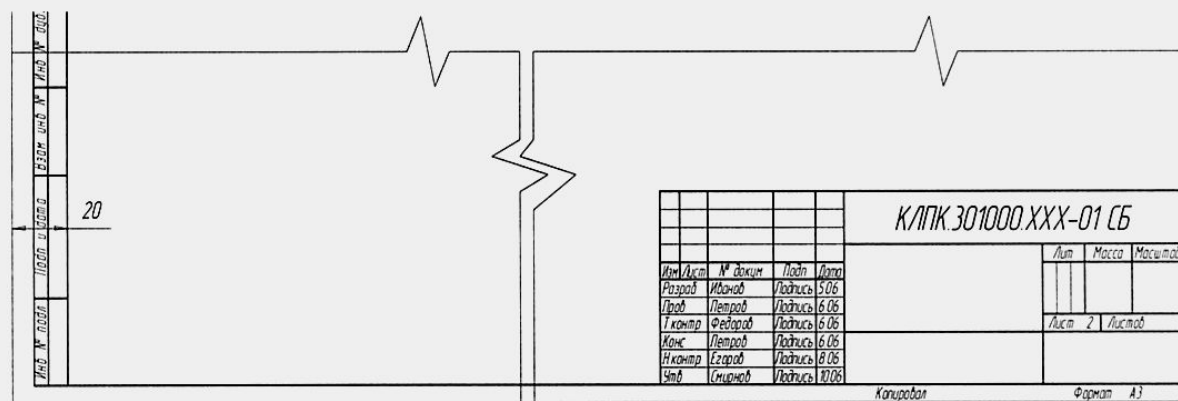 Инв № дуб.
Взам инв № 
Подп и дата
Инв № подл
20
КЛПК.301000.XXX-01 СБ
Лит Масса Масштаб
Изм Лист № докум Подп Дата
Разраб Иванов Подпись 5.06
Пров Петров Подпись 6.06
Т контр Федоров Подпись 6.06
Лист 2 Листов
Конс Петров Подпись 6.06
Н контр Егоров Подпись 8.06
Утв Смирнов Подпись 10.06
Копировал Формат А3